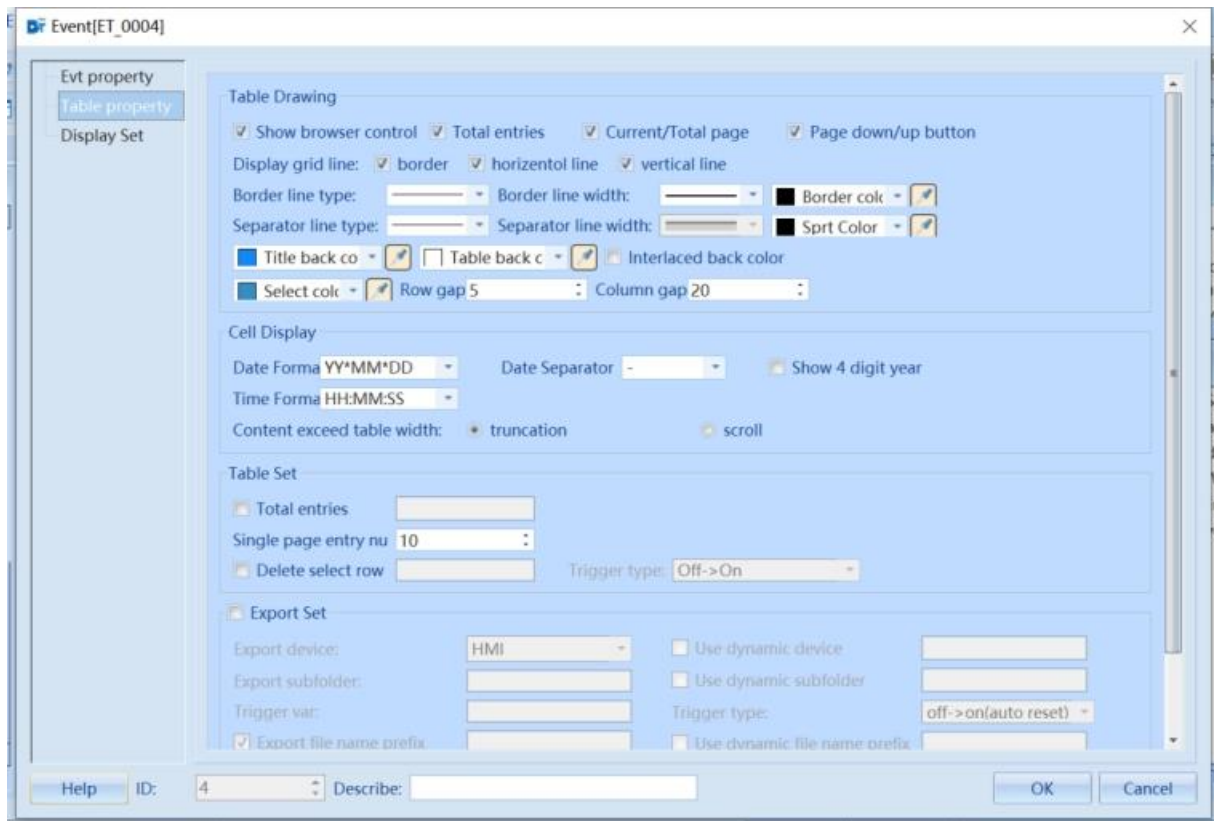 Event[ET_0004]
Evt property
Table property
Display Set
Table Drawing
Show browser control Total entries Current/Total page Page down/up button
Display grid line: border horizentol line vertical line
Border line type: Border line width: Border colc
Separator line type: Separator line width: Sprt Color
Title back co Table back c Interlaced back color
Select colc Row gap 5 Column gap 20
Cell Display
Date Forma YY*MM*DD Date Separator - Show 4 digit year
Time Forma HH:MM:SS
Content exceed table width: truncation scroll
Table Set
Total entries
Single page entry nu 10
Delete select row Trigger type: Off->On
Export Set
Export device: HMI Use dynamic device
Export subfolder: Use dynamic subfolder
Trigger var: Trigger type: off->on(auto reset)
Export file name prefix Use dynamic file name prefix
Help ID: 4 Describe: OK Cancel